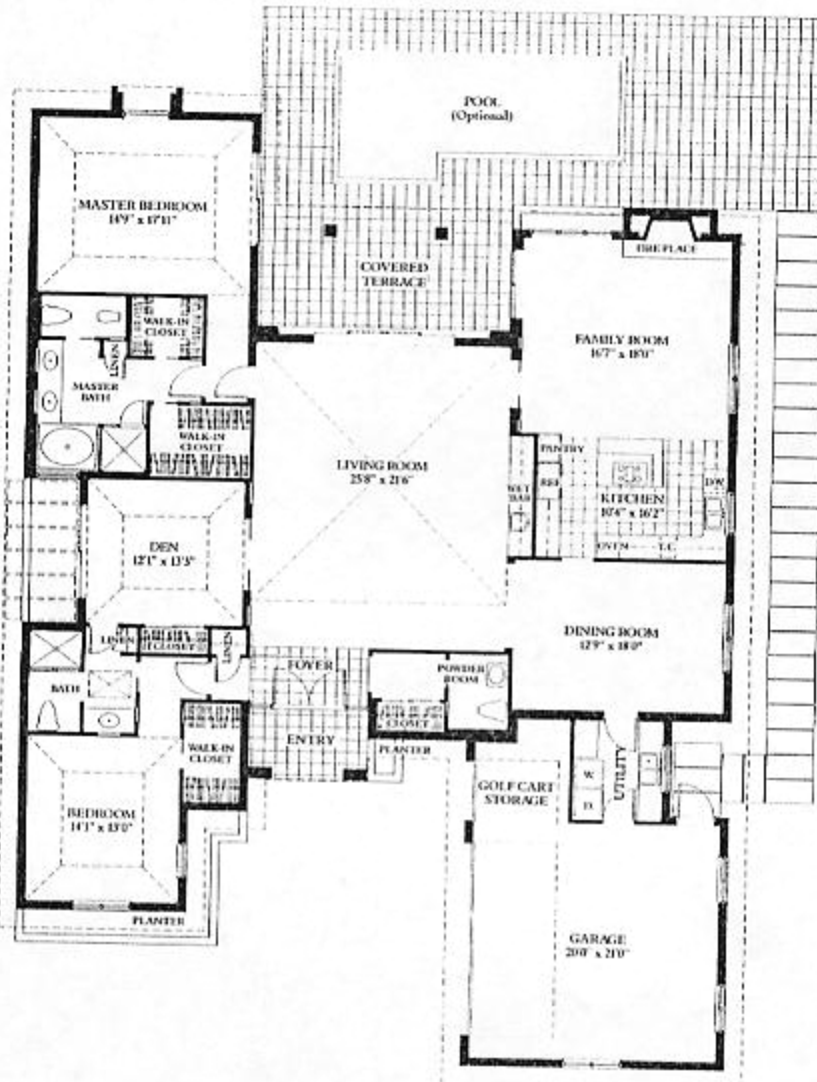 POOL
(Optional)
MASTER BEDROOM
14'9" x 17'11"
COVERED
TERRACE
FIREPLACE
FAMILY ROOM
16'7" x 18'0"
WALK-IN
CLOSET
LINEN
MASTER
BATH
WALK-IN
CLOSET
LIVING ROOM
25'8" x 21'6"
PANTRY
REF.
WET
BAR
KITCHEN
10'4" x 16'2"
D.W.
OVEN
T.C.
DEN
12'1" x 13'3"
DINING ROOM
12'9" x 18'0"
LINEN
CLOSET
LINEN
FOYER
POWDER
ROOM
BATH
CLOSET
ENTRY
PLANTER
WALK-IN
CLOSET
UTILITY
W.
D.
GOLF CART
STORAGE
BEDROOM
14'1" x 13'0"
PLANTER
GARAGE
20'0" x 21'0"